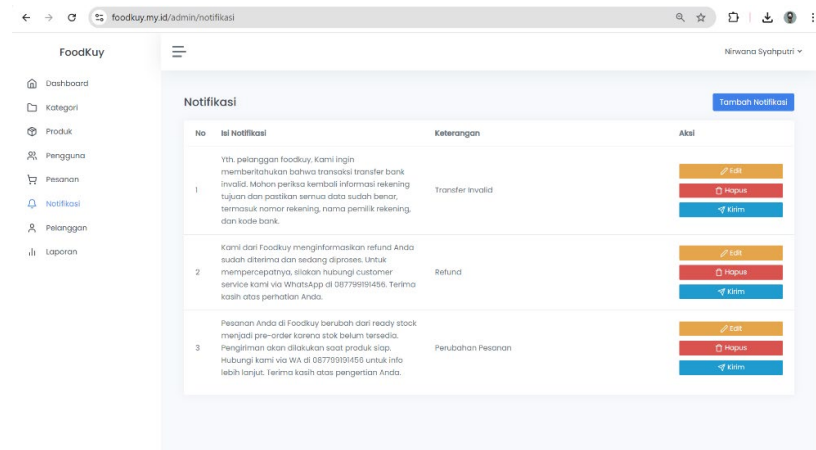 foodkuy.my.id/admin/notifikasi
FoodKuy
Nirwana Syahputri
Dashboard
Kategori
Produk
Pengguna
Pesanan
Notifikasi
Pelanggan
Laporan
Notifikasi
Tambah Notifikasi
No Isi Notifikasi Keterangan Aksi
Yth. pelanggan foodkuy. Kami ingin
memberitahukan bahwa transaksi transfer bank
invalid. Mohon periksa kembali informasi rekening
tujuan dan pastikan semua data sudah benar,
termasuk nomor rekening, nama pemilik rekening,
dan kode bank.
1
Transfer Invalid
Edit
Hapus
Kirim
Kami dari Foodkuy menginformasikan refund Anda
sudah diterima dan sedang diproses. Untuk
mempercepatnya, silakan hubungi customer
service kami via WhatsApp di 087799191456. Terima
kasih atas perhatian Anda.
2
Refund
Edit
Hapus
Kirim
Pesanan Anda di Foodkuy berubah dari ready stock
menjadi pre-order karena stok belum tersedia.
Pengiriman akan dilakukan saat produk siap.
Hubungi kami via WA di 087799191456 untuk info
lebih lanjut. Terima kasih atas pengertian Anda.
3
Perubahan Pesanan
Edit
Hapus
Kirim